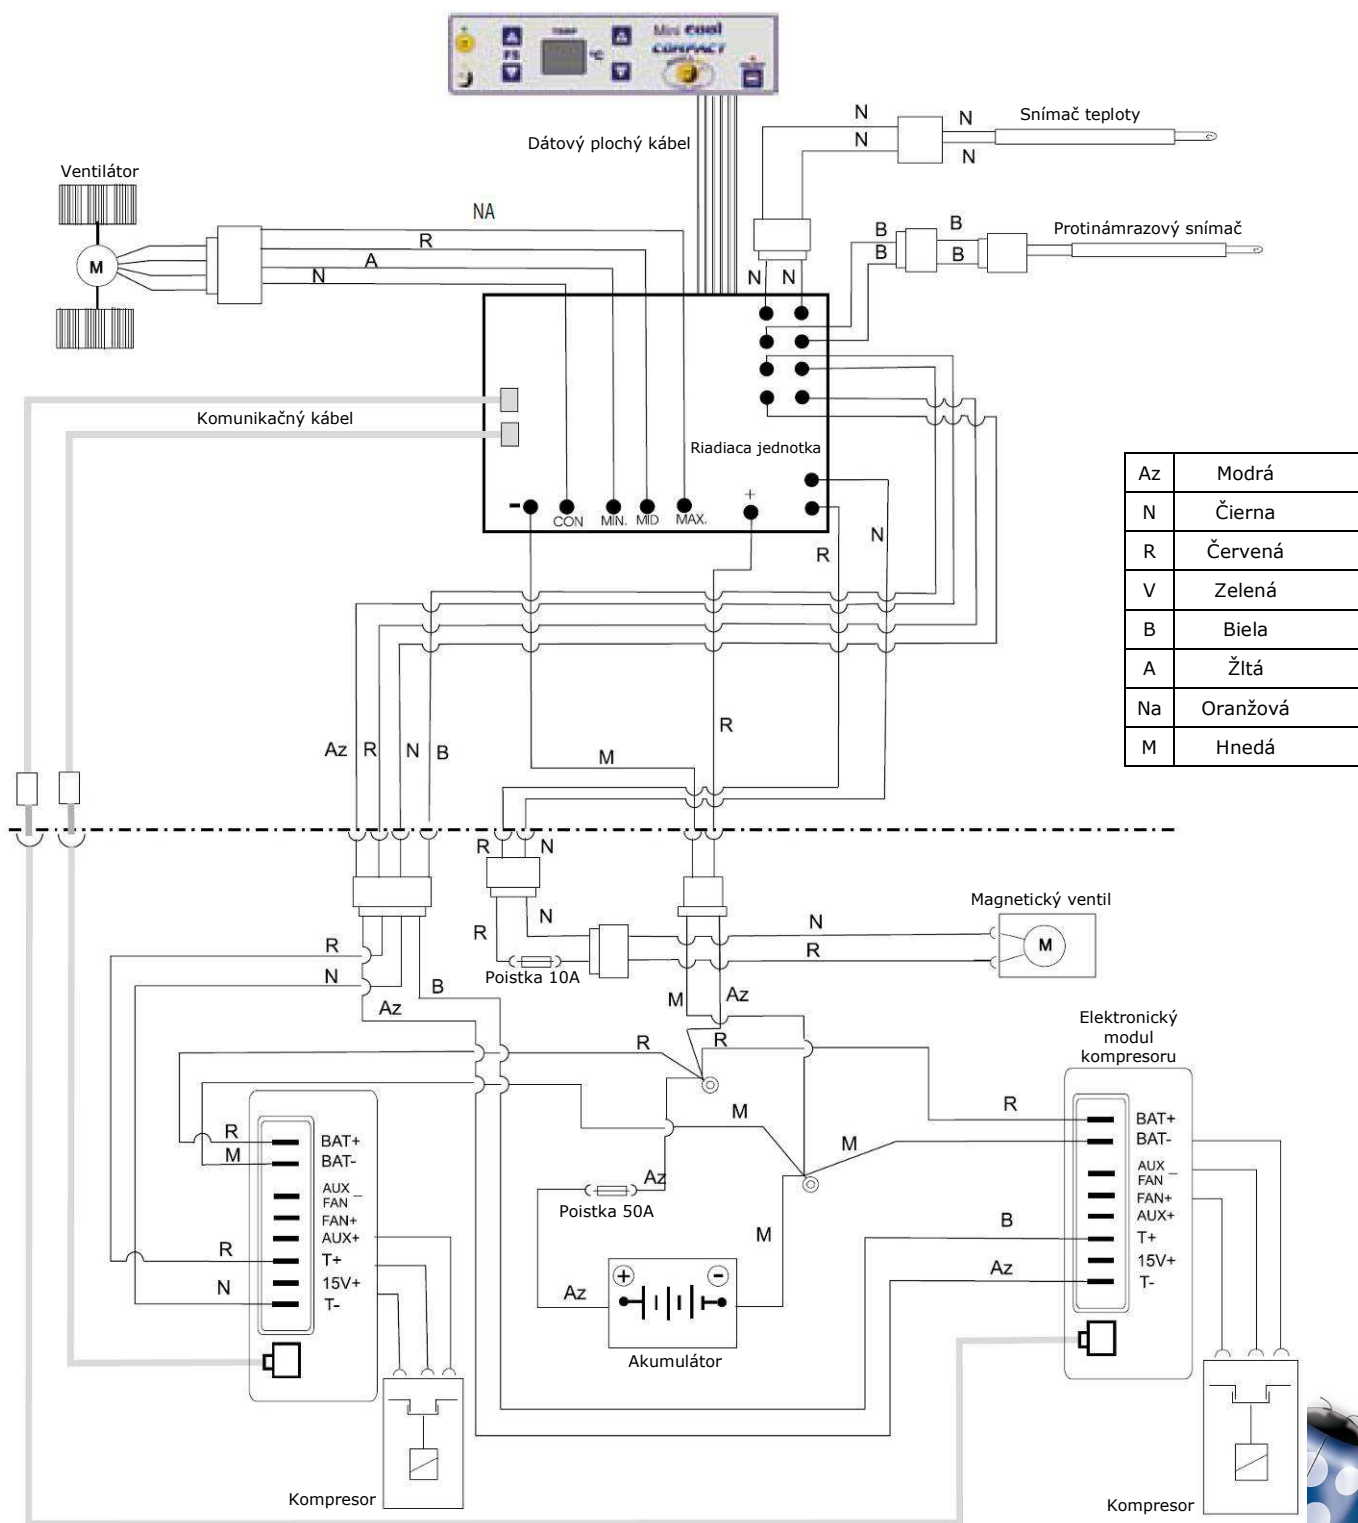 TEMP
Mini cool
COMPACT
FS
°C
Dátový plochý kábel
N
N
N
N
Snímač teploty
Ventilátor
M
NA
R
A
N
B
B
B
B
Protinámrazový snímač
N N
Komunikačný kábel
Riadiaca jednotka
-
CON
MIN.
MID
MAX.
+
R
N
Az Modrá
N Čierna
R Červená
V Zelená
B Biela
A Žltá
Na Oranžová
M Hnedá
Az R N B
M
R
R N
N
R
Poistka 10A
N
R
Magnetický ventil
M
R
N
Az
B
M Az
R
R
Elektronický
modul
kompresoru
R
M
BAT+
BAT-
AUX _
FAN
FAN+
AUX+
T+
15V+
T-
R
N
M
Az
Poistka 50A
M
Az
+ -
Akumulátor
R
M
B
Az
BAT+
BAT-
AUX _
FAN
FAN+
AUX+
T+
15V+
T-
Kompresor
Kompresor